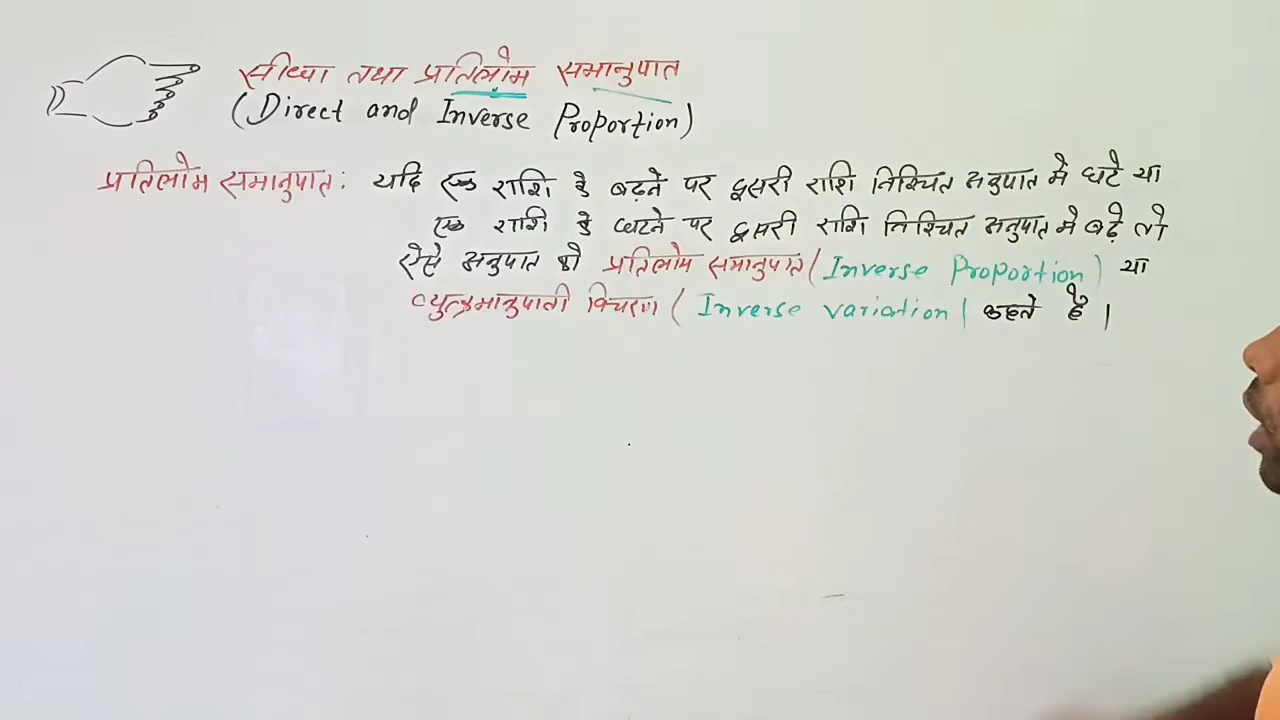 सीधा तथा प्रतिलोम समानुपात
(Direct and Inverse Proportion)
प्रतिलोम समानुपात: यदि एक राशि के बढ़ने पर दूसरी राशि निश्चित अनुपात में घटे या
एक राशि के घटने पर दूसरी राशि निश्चित अनुपात में बढ़े तो
ऐसे अनुपात को प्रतिलोम समानुपात (Inverse Proportion) या
व्युत्क्रमानुपाती विचरण (Inverse variation) कहते है।